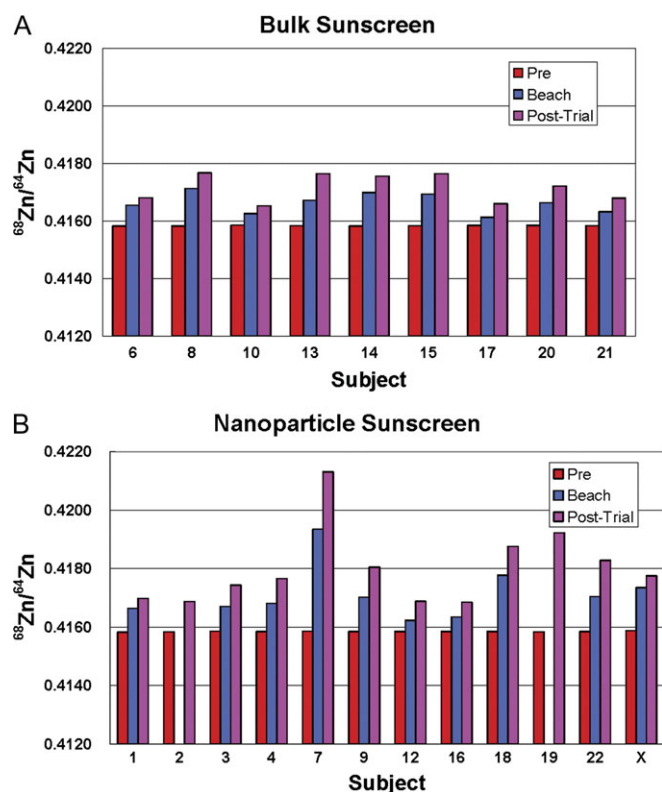 A
Bulk Sunscreen
0.4220
0.4200
0.4180
0.4160
0.4140
0.4120
⁶⁸Zn/⁶⁴Zn
Pre
Beach
Post-Trial
6 8 10 13 14 15 17 20 21
Subject
B
Nanoparticle Sunscreen
0.4220
0.4200
0.4180
0.4160
0.4140
0.4120
⁶⁸Zn/⁶⁴Zn
Pre
Beach
Post-Trial
1 2 3 4 7 9 12 16 18 19 22 X
Subject